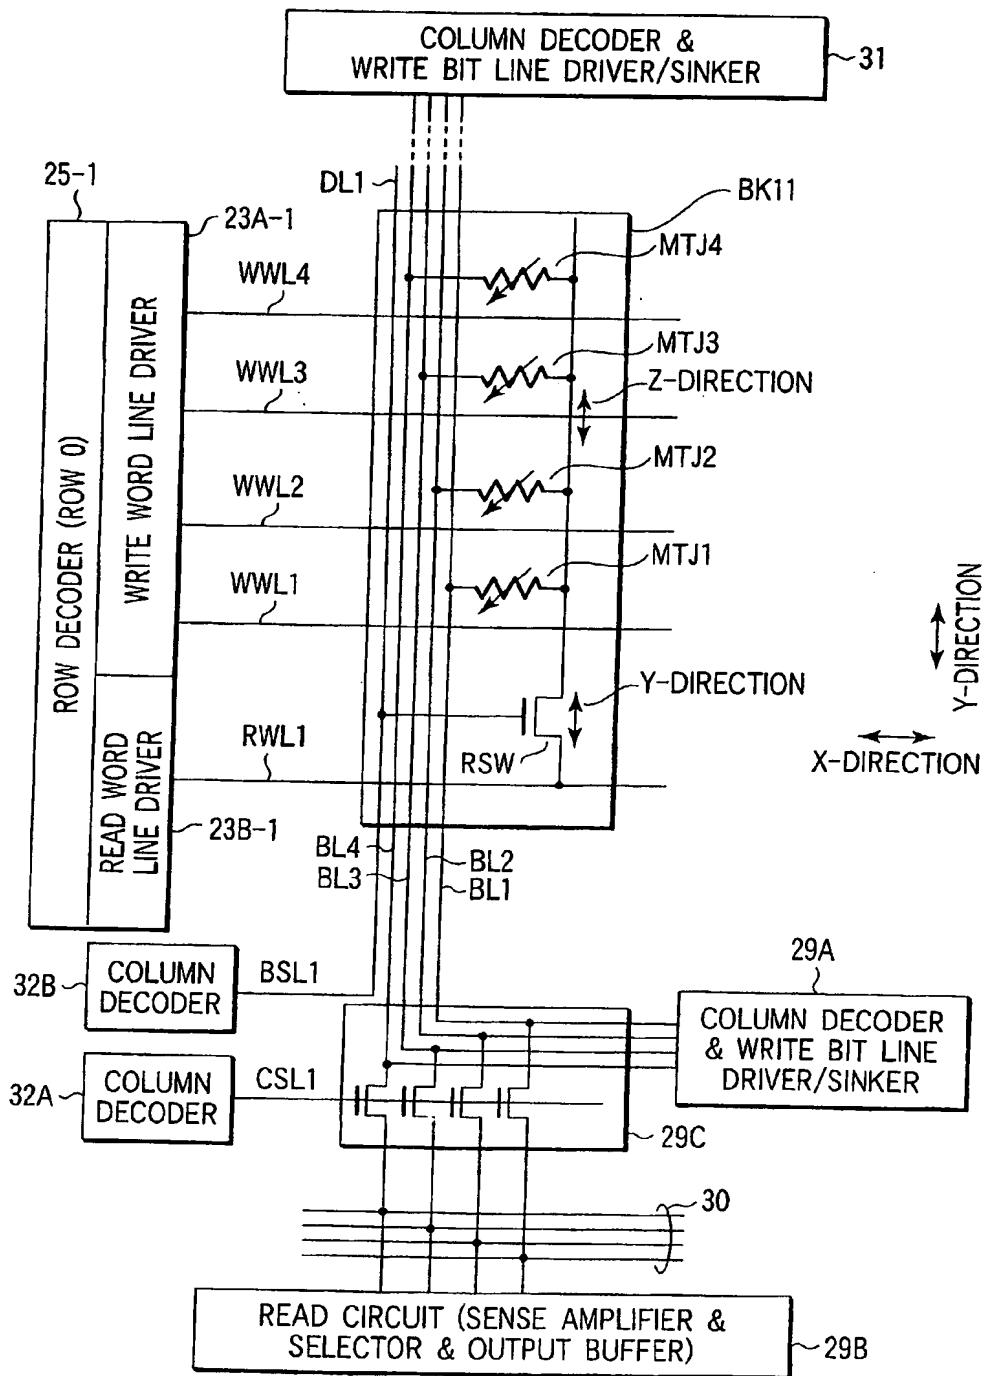 COLUMN DECODER &
WRITE BIT LINE DRIVER/SINKER
31
25-1
DL1
BK11
23A-1
MTJ4
WWL4
MTJ3
WWL3
Z-DIRECTION
ROW DECODER (ROW 0)
WRITE WORD LINE DRIVER
MTJ2
WWL2
MTJ1
WWL1
Y-DIRECTION
Y-DIRECTION
X-DIRECTION
RWL1
RSW
READ WORD
LINE DRIVER
23B-1
BL4
BL3
BL2
BL1
29A
32B
COLUMN
DECODER
BSL1
COLUMN DECODER
& WRITE BIT LINE
DRIVER/SINKER
32A
COLUMN
DECODER
CSL1
29C
30
READ CIRCUIT (SENSE AMPLIFIER &
SELECTOR & OUTPUT BUFFER)
29B